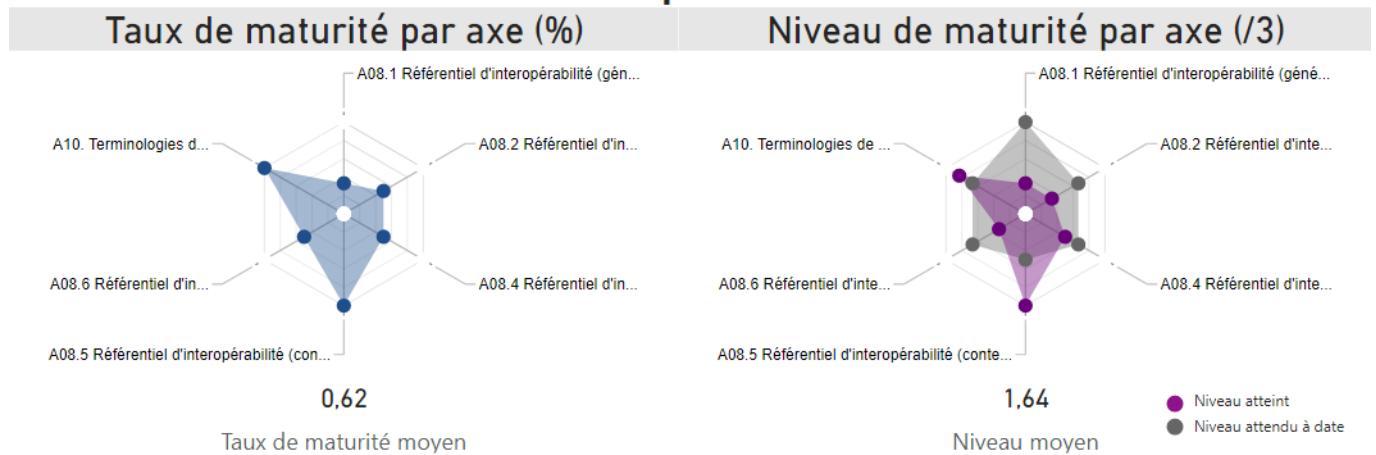 Taux de maturité par axe (%)
Niveau de maturité par axe (/3)
A08.1 Référentiel d'interopérabilité (gén...
A10. Terminologies d...
A08.2 Référentiel d'in...
A08.6 Référentiel d'in...
A08.4 Référentiel d'in...
A08.5 Référentiel d'interopérabilité (con...
0,62
Taux de maturité moyen
A08.1 Référentiel d'interopérabilité (géné...
A10. Terminologies de ...
A08.2 Référentiel d'inte...
A08.6 Référentiel d'inte...
A08.4 Référentiel d'inte...
A08.5 Référentiel d'interopérabilité (conte...
1,64
Niveau moyen
Niveau atteint
Niveau attendu à date